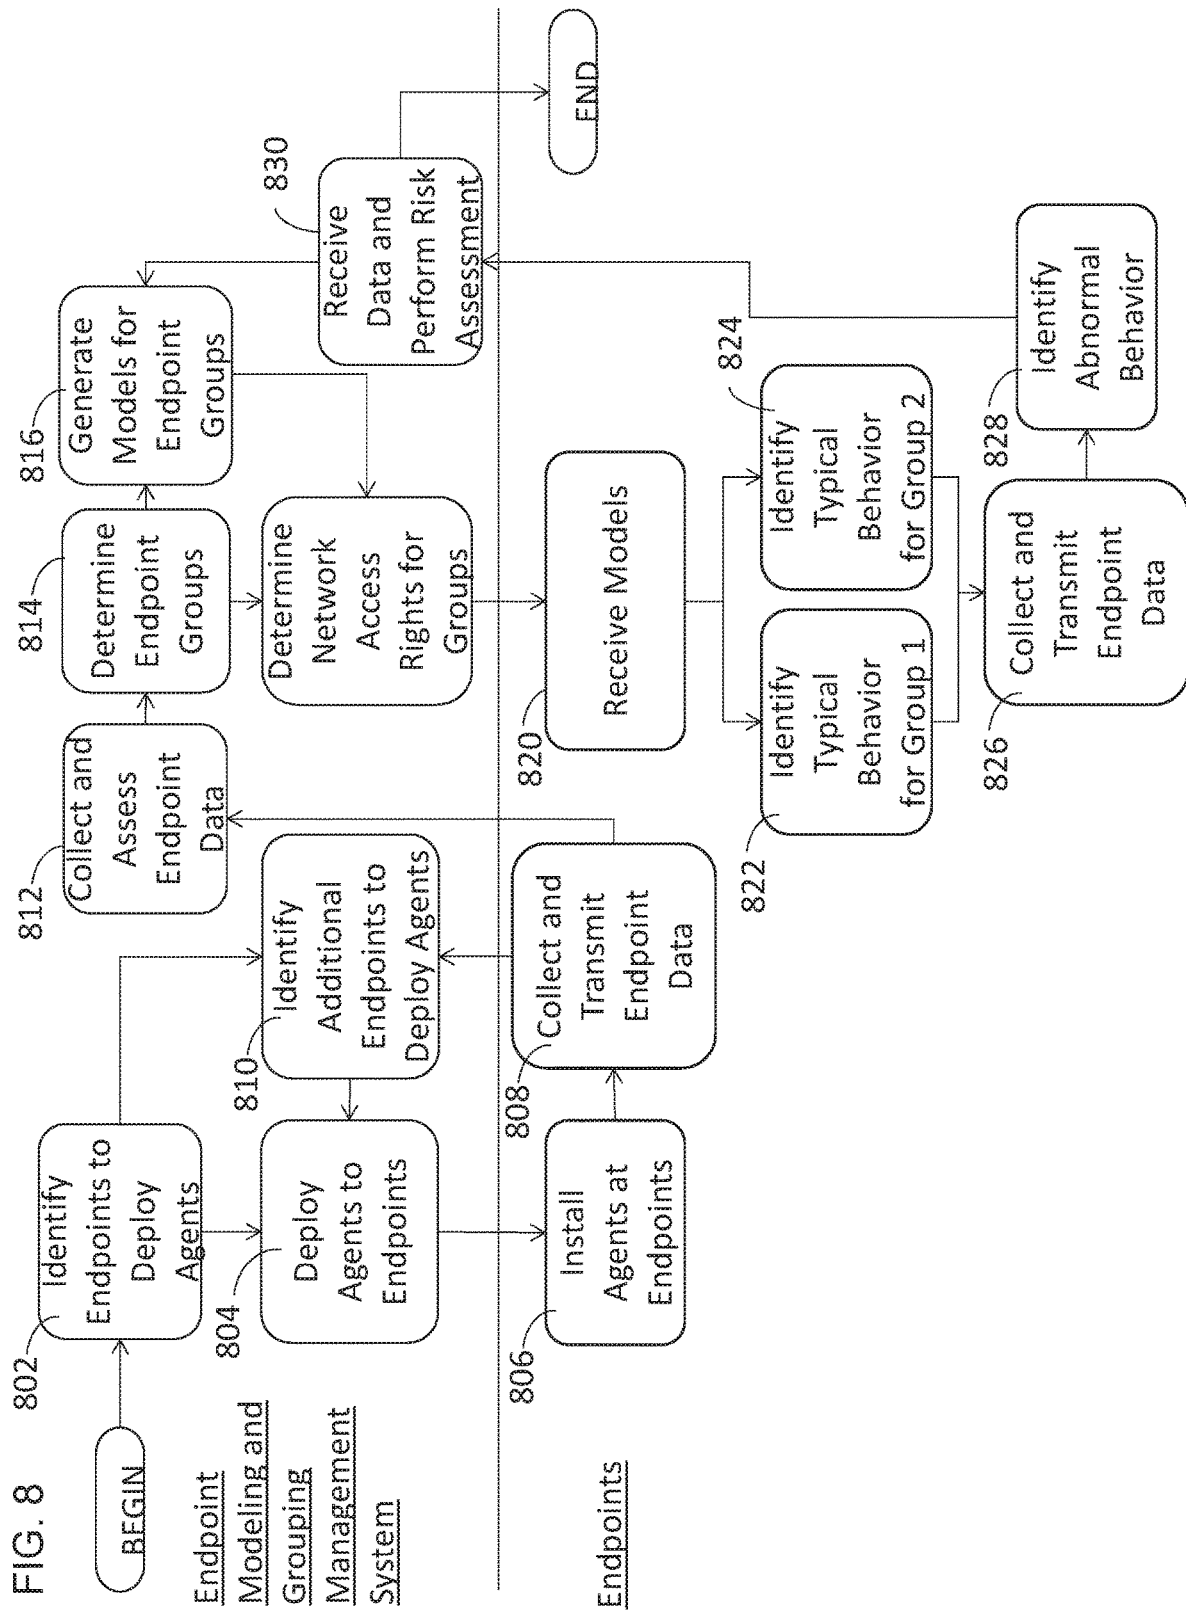 FIG. 8
BEGIN
802
Identify
Endpoints to
Deploy
Agents
814
Determine
Endpoint
Groups
816
Generate
Models for
Endpoint
Groups
812
Collect and
Assess
Endpoint
Data
830
Receive
Data and
Perform Risk
Assessment
Endpoint
Modeling and
Grouping
Management
System
804
Deploy
Agents to
Endpoints
810
Identify
Additional
Endpoints to
Deploy Agents
Determine
Network
Access
Rights for
Groups
END
Endpoints
806
Install
Agents at
Endpoints
808
Collect and
Transmit
Endpoint
Data
820
Receive Models
822
Identify
Typical
Behavior
for Group 1
824
Identify
Typical
Behavior
for Group 2
826
Collect and
Transmit
Endpoint
Data
828
Identify
Abnormal
Behavior